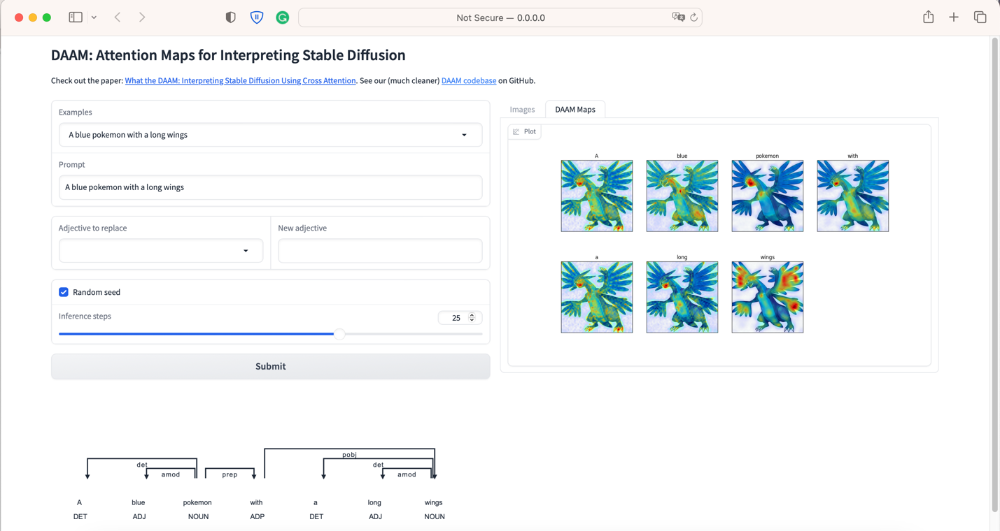 Not Secure — 0.0.0.0
DAAM: Attention Maps for Interpreting Stable Diffusion
Check out the paper: What the DAAM: Interpreting Stable Diffusion Using Cross Attention. See our (much cleaner) DAAM codebase on GitHub.
Examples
A blue pokemon with a long wings
Prompt
A blue pokemon with a long wings
Adjective to replace
New adjective
Random seed
Inference steps
25
Submit
Images
DAAM Maps
Plot
A blue pokemon with
a long wings
pobj
det det
amod prep amod
A blue pokemon with a long wings
DET ADJ NOUN ADP DET ADJ NOUN